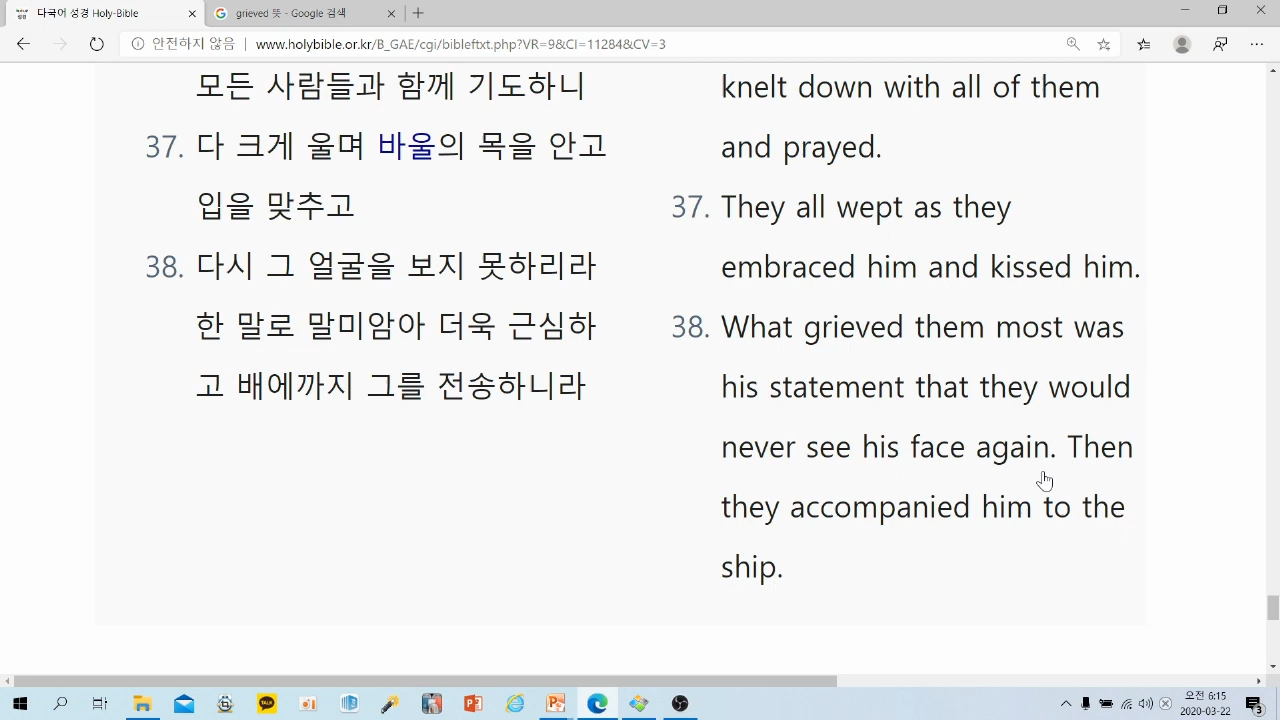 다국어 성경 Holy-Bible
grieved 뜻 - Google 검색
안전하지 않음
www.holybible.or.kr/B_GAE/cgi/bibleftxt.php?VR=9&CI=11284&CV=3
모든 사람들과 함께 기도하니
37. 다 크게 울며 바울의 목을 안고
입을 맞추고
38. 다시 그 얼굴을 보지 못하리라
한 말로 말미암아 더욱 근심하
고 배에까지 그를 전송하니라
knelt down with all of them
and prayed.
37. They all wept as they
embraced him and kissed him.
38. What grieved them most was
his statement that they would
never see his face again. Then
they accompanied him to the
ship.
TALK
오전 6:15
2020-03-22
3